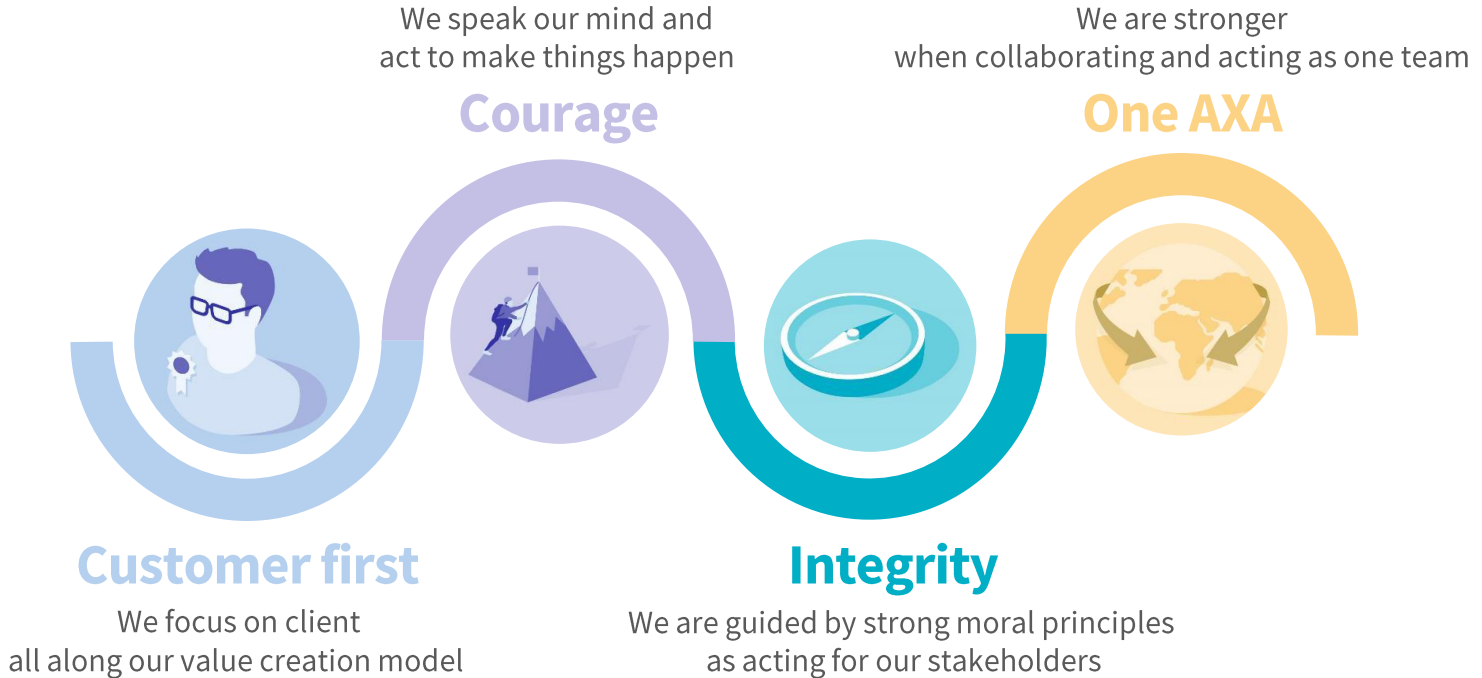 We speak our mind and
act to make things happen
Courage
We are stronger
when collaborating and acting as one team
One AXA
Customer first
We focus on client
all along our value creation model
Integrity
We are guided by strong moral principles
as acting for our stakeholders